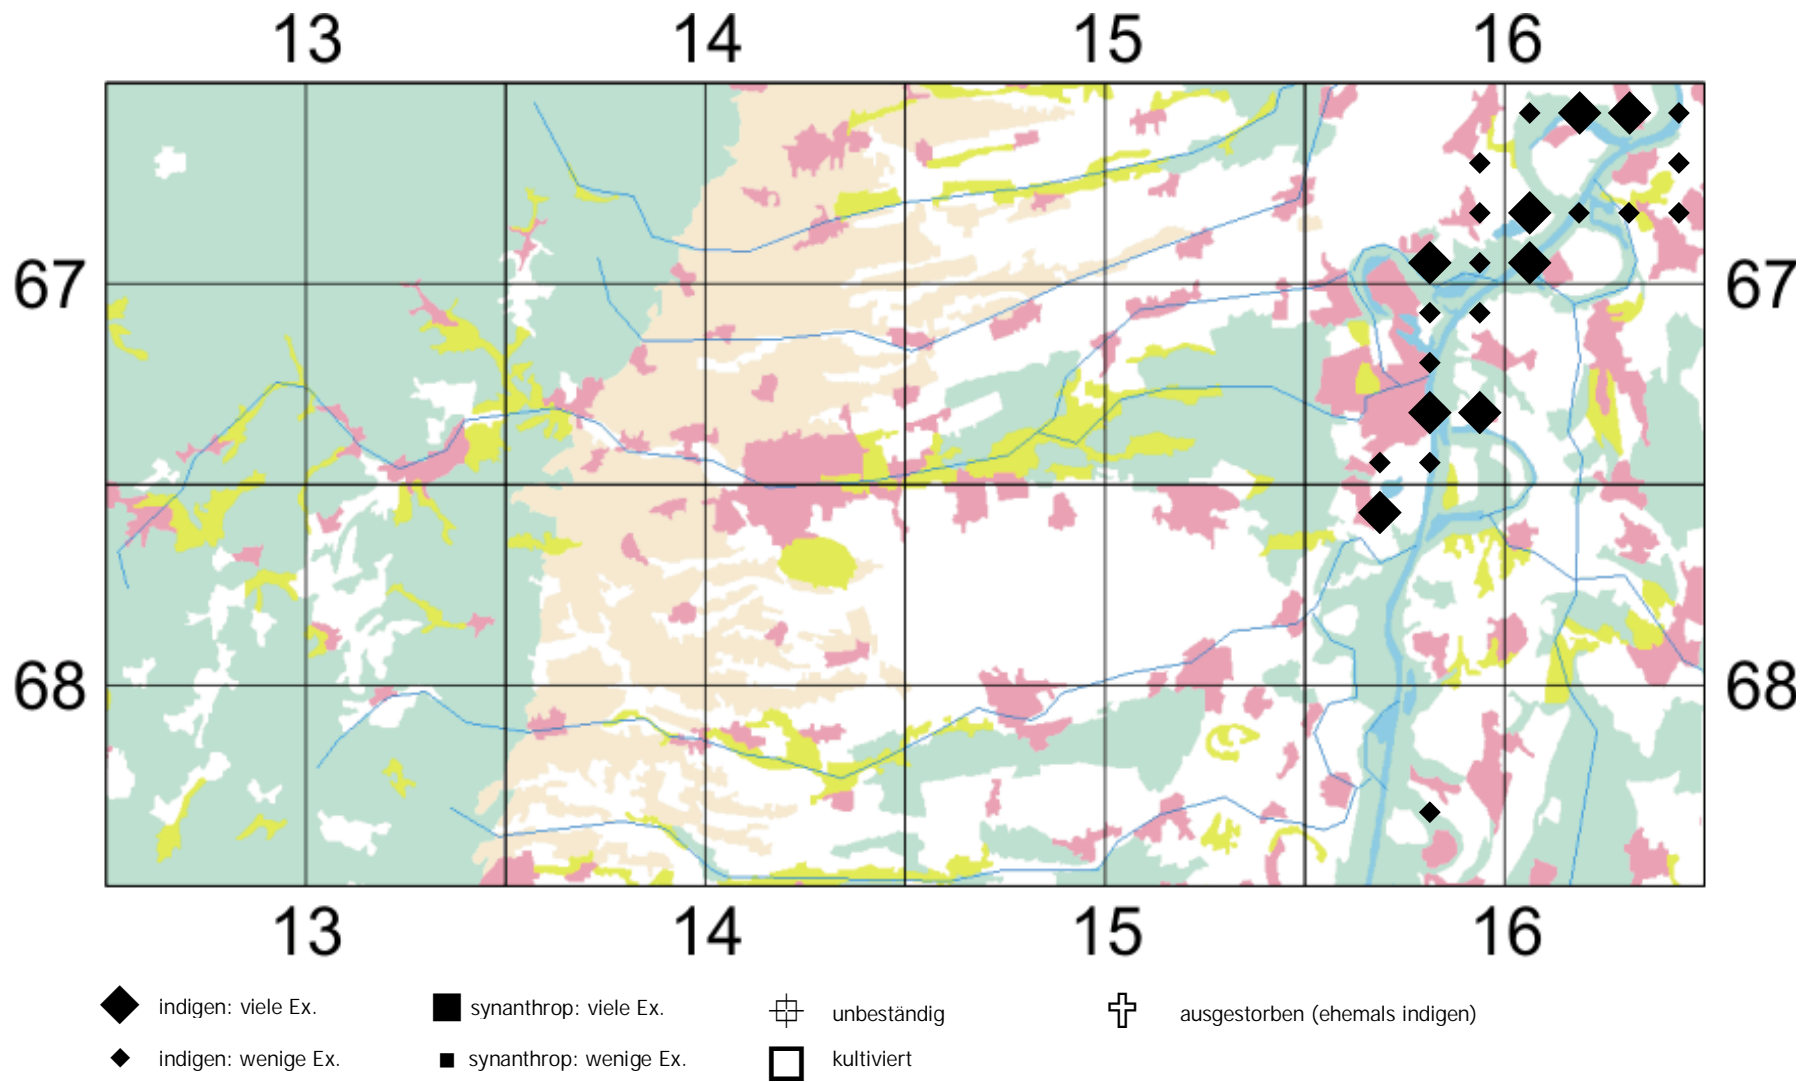 13 14 15 16
67 67
68 68
13 14 15 16
indigen: viele Ex. synanthrop: viele Ex. unbeständig ausgestorben (ehemals indigen)
indigen: wenige Ex. synanthrop: wenige Ex. kultiviert